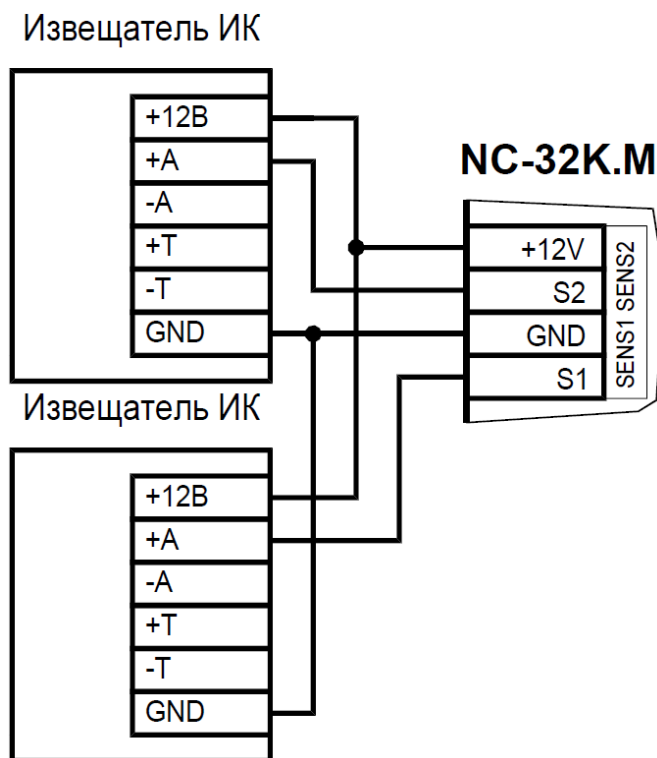 Извещатель ИК
+12В
+А
-А
+Т
-Т
GND
Извещатель ИК
+12В
+А
-А
+Т
-Т
GND
NC-32K.M
+12V
S2
GND
S1
SENS1 SENS2